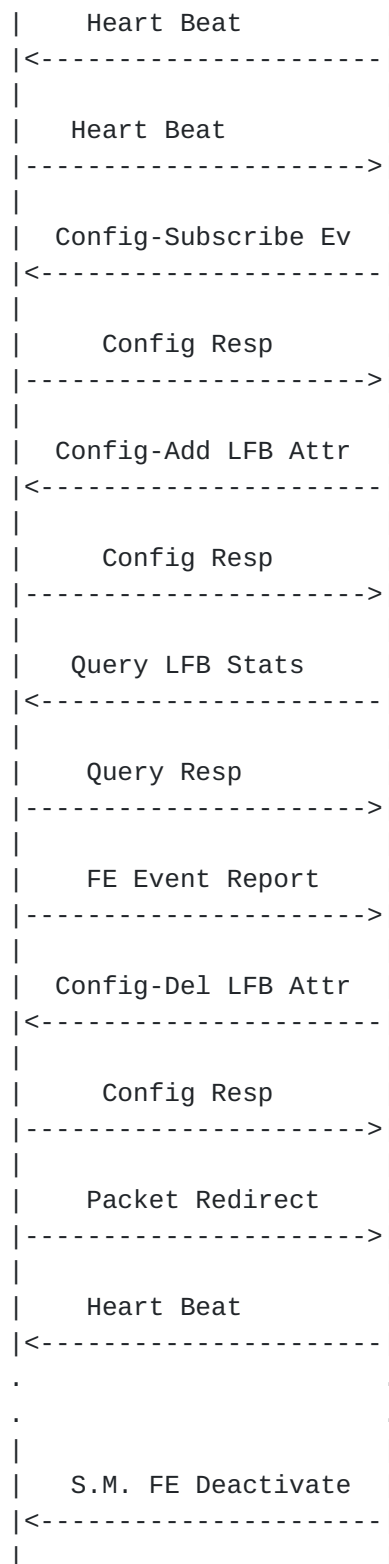 |    Heart Beat
|<----------------------
|
|   Heart Beat
|---------------------->
|
|  Config-Subscribe Ev
|<----------------------
|
|     Config Resp
|---------------------->
|
|  Config-Add LFB Attr
|<----------------------
|
|     Config Resp
|---------------------->
|
|   Query LFB Stats
|<----------------------
|
|    Query Resp
|---------------------->
|
|    FE Event Report
|---------------------->
|
|  Config-Del LFB Attr
|<----------------------
|
|     Config Resp
|---------------------->
|
|    Packet Redirect
|---------------------->
|
|    Heart Beat
|<----------------------
.
.
|
|   S.M. FE Deactivate
|<----------------------
|